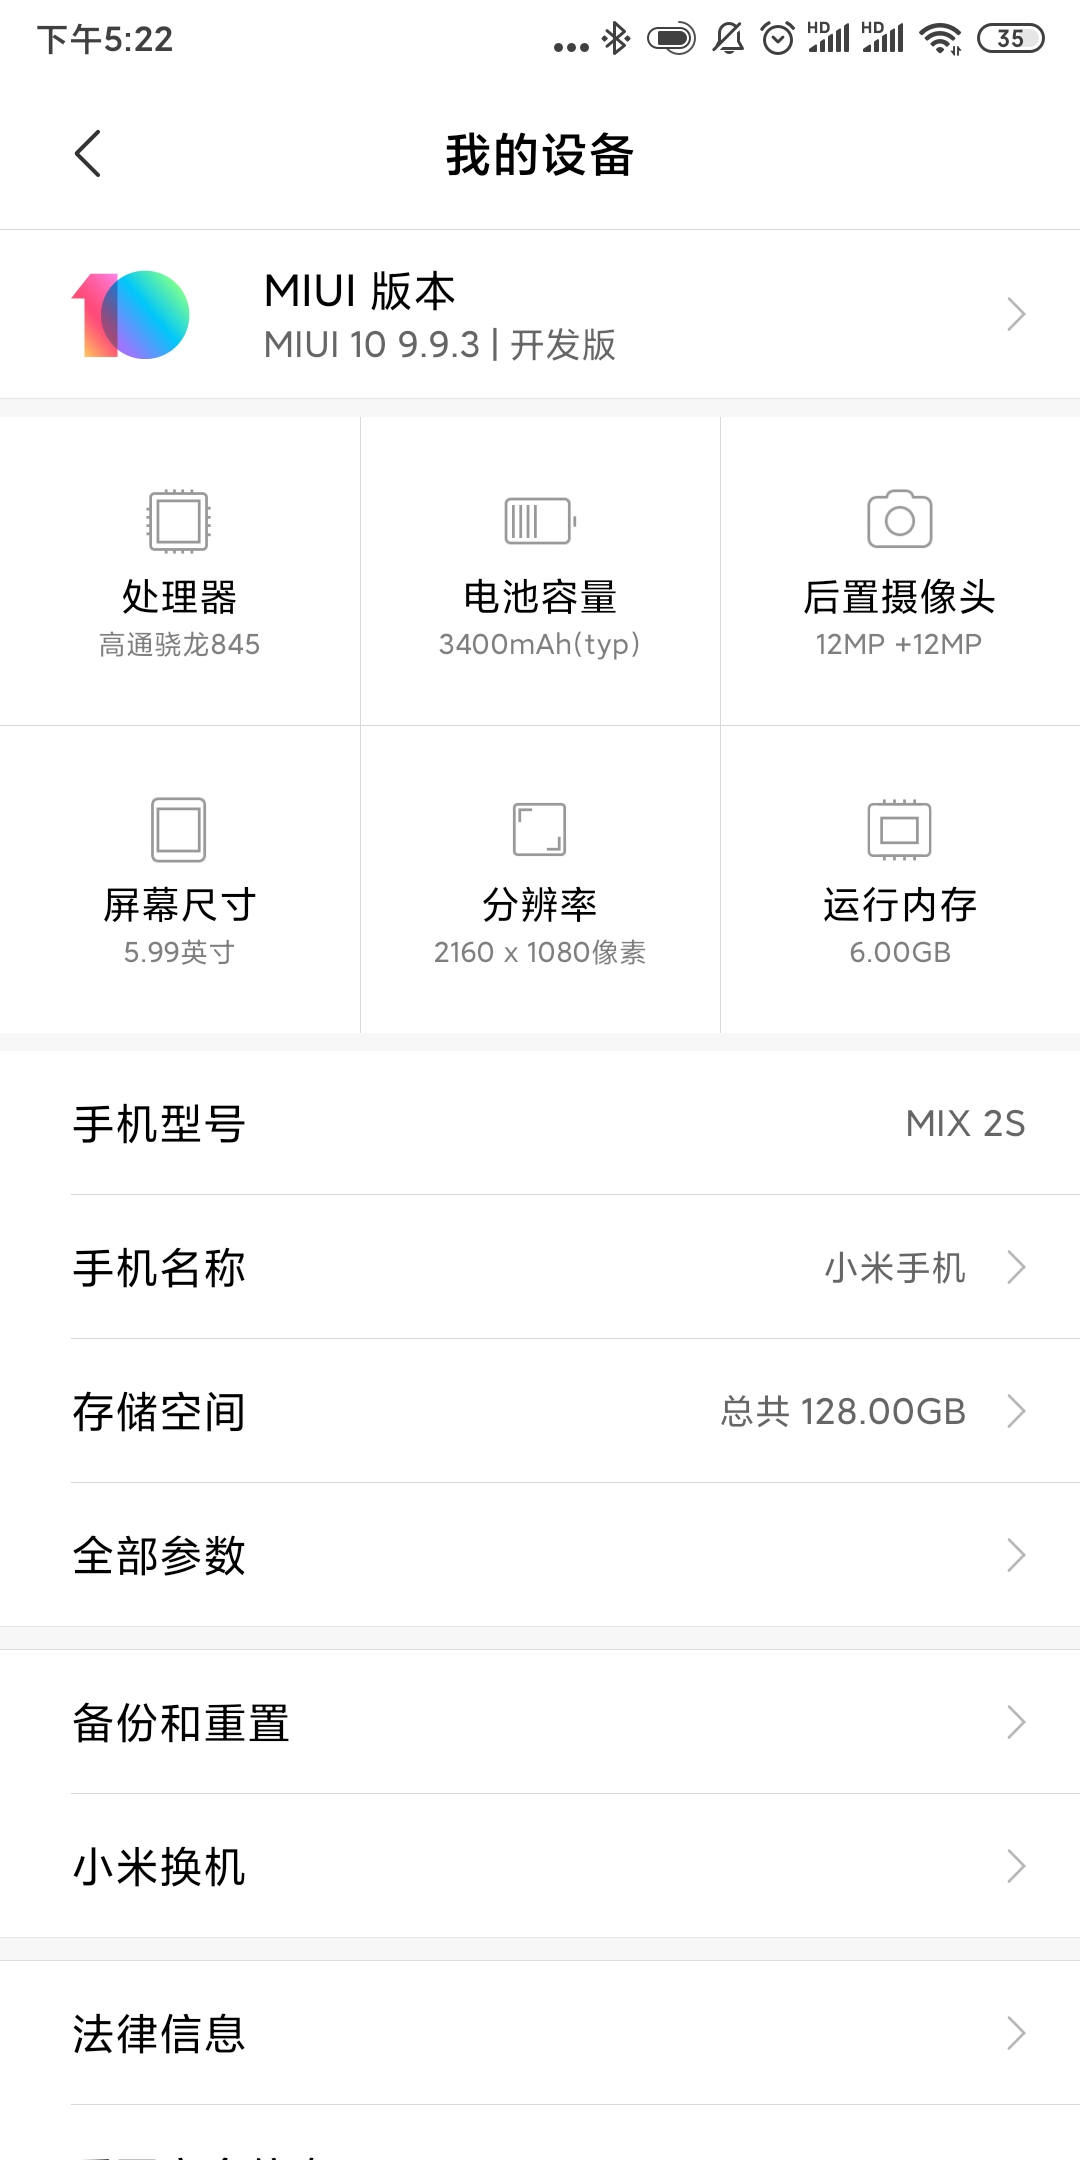 下午5:22
HD HD 35
我的设备
MIUI 版本
MIUI 10 9.9.3 | 开发版
处理器
高通骁龙845
电池容量
3400mAh(typ)
后置摄像头
12MP +12MP
屏幕尺寸
5.99英寸
分辨率
2160 x 1080像素
运行内存
6.00GB
手机型号
MIX 2S
手机名称
小米手机
存储空间
总共 128.00GB
全部参数
备份和重置
小米换机
法律信息